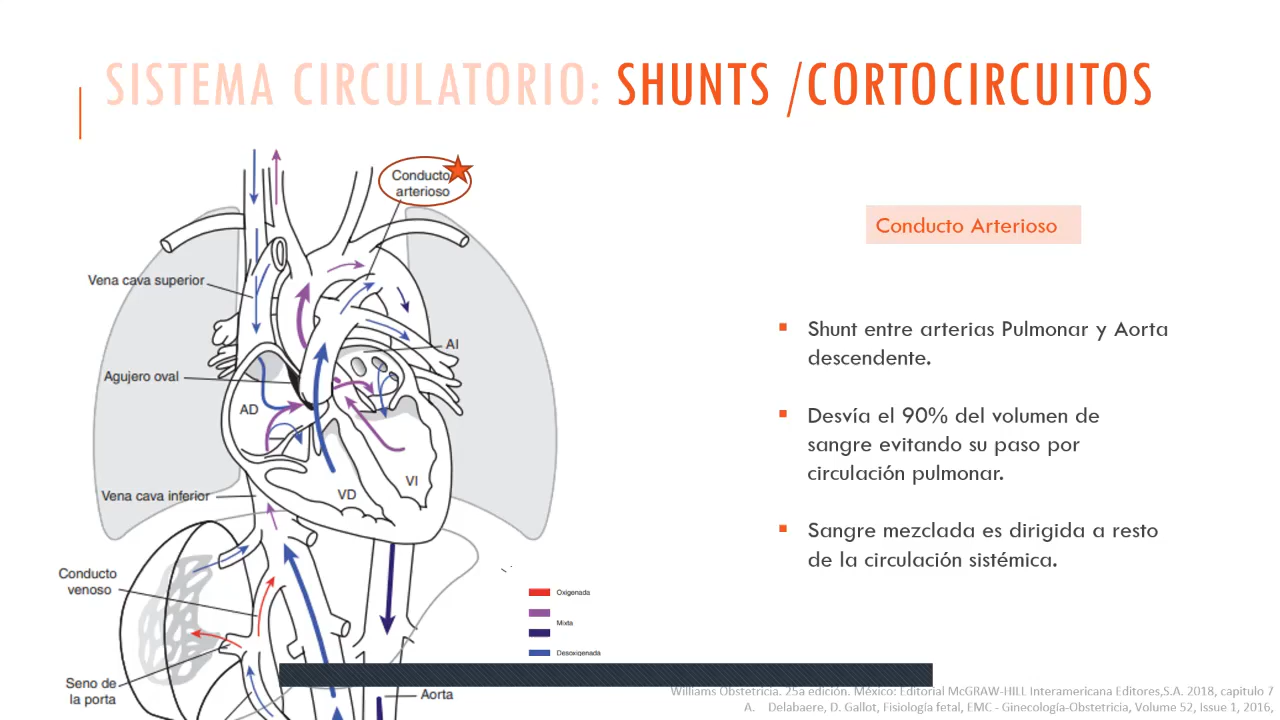 SISTEMA CIRCULATORIO: SHUNTS /CORTOCIRCUITOS
Conducto
arterioso
Vena cava superior
AI
Agujero oval
AD
VI
VD
Vena cava inferior
Conducto
venoso
Seno de
la porta
Aorta
Oxigenada
Mixta
Desoxigenada
Conducto Arterioso
Shunt entre arterias Pulmonar y Aorta
descendente.
Desvía el 90% del volumen de
sangre evitando su paso por
circulación pulmonar.
Sangre mezclada es dirigida a resto
de la circulación sistémica.
Williams Obstetricia. 25a edición. México: Editorial McGRAW-HILL Interamericana Editores,S.A. 2018, capitulo 7
A. Delabaere, D. Gallot, Fisiología fetal, EMC - Ginecología-Obstetricia, Volume 52, Issue 1, 2016,